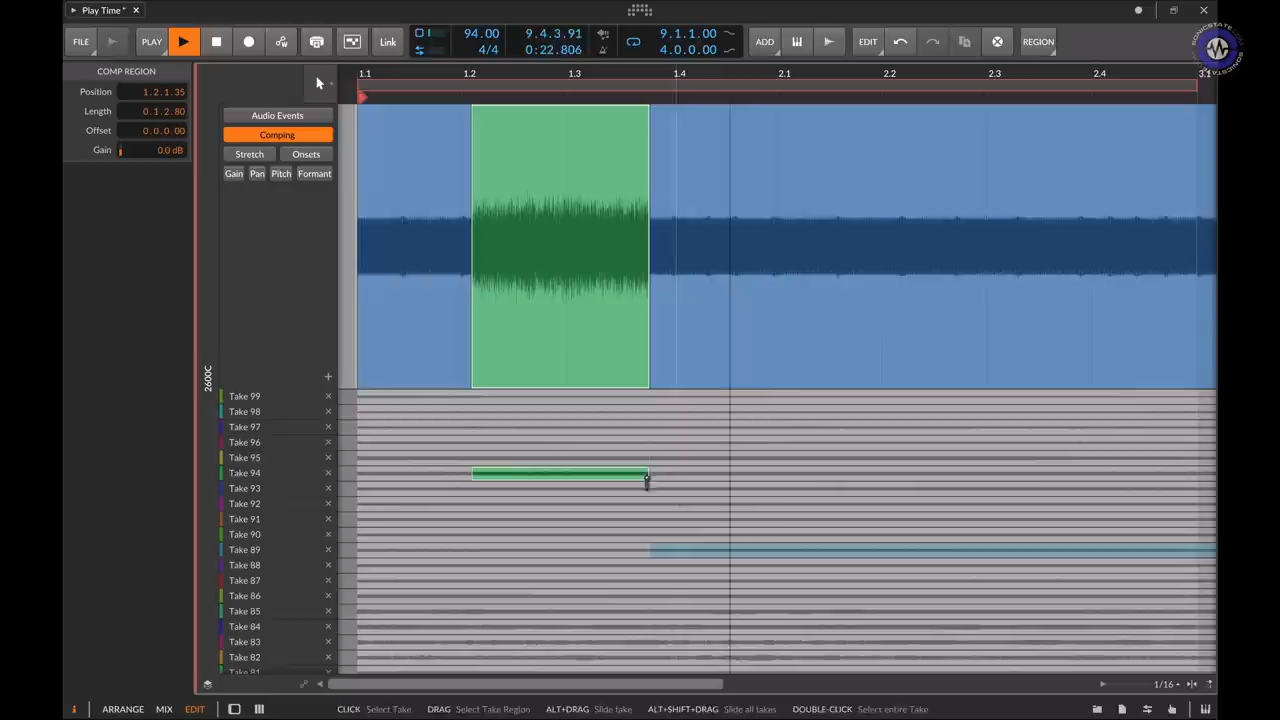 Play Time*
FILE
PLAY
Link
94.00
4/4
9.4.3.91
0:22.806
9.1.1.00
4.0.0.00
ADD
EDIT
REGION
COMP REGION
Position 1.2.1.35
Length 0.1.2.80
Offset 0.0.0.00
Gain 0.0 dB
1.1 1.2 1.3 1.4 2.1 2.2 2.3 2.4 3.1
Audio Events
Comping
Stretch Onsets
Gain Pan Pitch Formant
2600C
Take 99
Take 98
Take 97
Take 96
Take 95
Take 94
Take 93
Take 92
Take 91
Take 90
Take 89
Take 88
Take 87
Take 86
Take 85
Take 84
Take 83
Take 82
Take 81
1/16
ARRANGE MIX EDIT
CLICK Select Take DRAG Select Take Region ALT+DRAG Slide take ALT+SHIFT+DRAG Slide all takes DOUBLE-CLICK Select entire Take